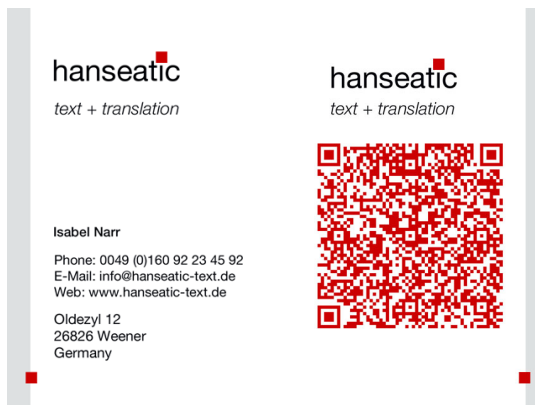 hanseatic
text + translation
Isabel Narr
Phone: 0049 (0)160 92 23 45 92
E-Mail: info@hanseatic-text.de
Web: www.hanseatic-text.de
Oldezyl 12
26826 Weener
Germany
hanseatic
text + translation